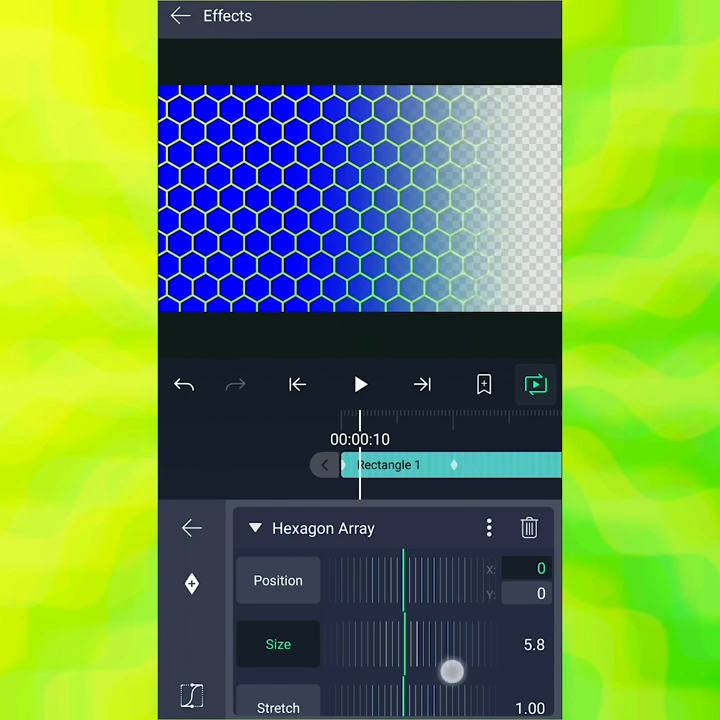 Effects
00:00:10
Rectangle 1
Hexagon Array
Position
X: 0
Y: 0
Size 5.8
Stretch 1.00